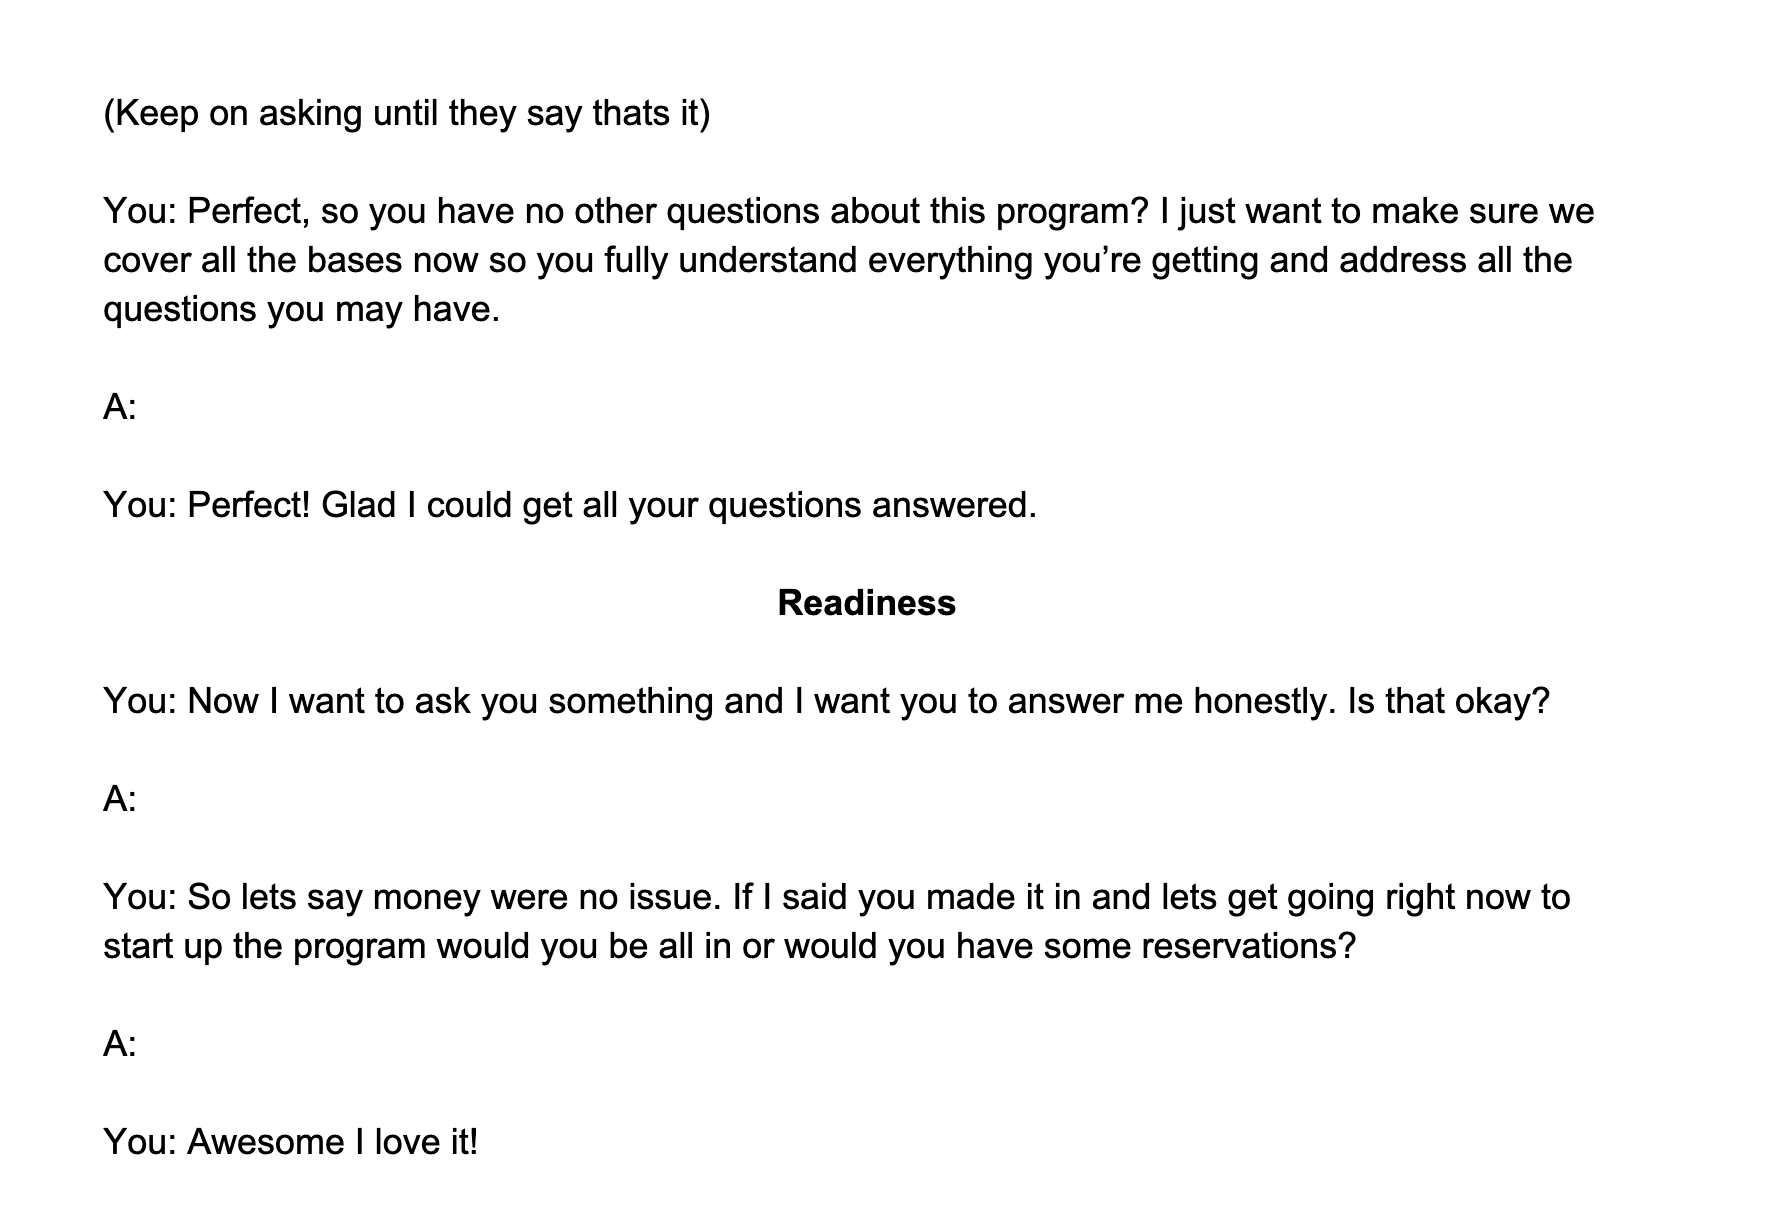 (Keep on asking until they say thats it)
You: Perfect, so you have no other questions about this program? I just want to make sure we
cover all the bases now so you fully understand everything you’re getting and address all the
questions you may have.
A:
You: Perfect! Glad I could get all your questions answered.
Readiness
You: Now I want to ask you something and I want you to answer me honestly. Is that okay?
A:
You: So lets say money were no issue. If I said you made it in and lets get going right now to
start up the program would you be all in or would you have some reservations?
A:
You: Awesome I love it!